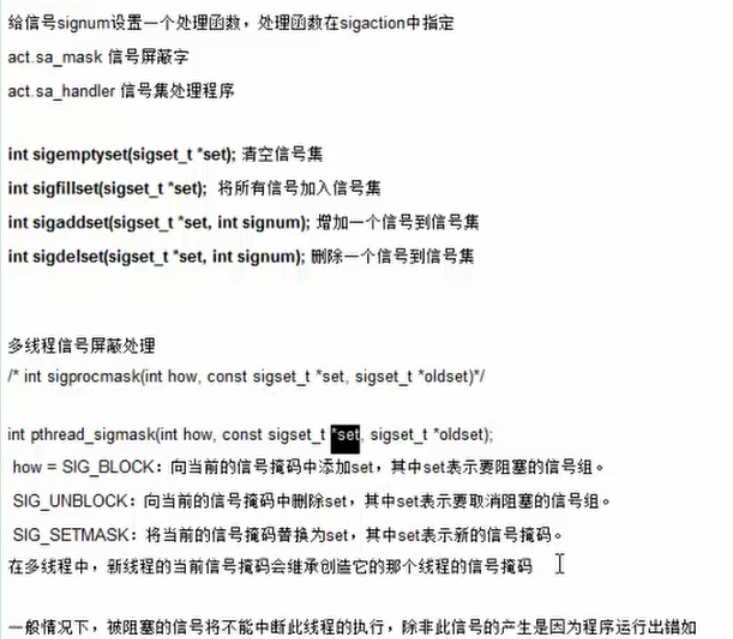 给信号signum设置一个处理函数，处理函数在sigaction中指定
act.sa_mask 信号屏蔽字
act.sa_handler 信号集处理程序
int sigemptyset(sigset_t *set); 清空信号集
int sigfillset(sigset_t *set); 将所有信号加入信号集
int sigaddset(sigset_t *set, int signum); 增加一个信号到信号集
int sigdelset(sigset_t *set, int signum); 删除一个信号到信号集
多线程信号屏蔽处理
/* int sigprocmask(int how, const sigset_t *set, sigset_t *oldset)*/
int pthread_sigmask(int how, const sigset_t *set, sigset_t *oldset);
how = SIG_BLOCK：向当前的信号掩码中添加set，其中set表示要阻塞的信号组。
SIG_UNBLOCK：向当前的信号掩码中删除set，其中set表示要取消阻塞的信号组。
SIG_SETMASK：将当前的信号掩码替换为set，其中set表示新的信号掩码。
在多线程中，新线程的当前信号掩码会继承创造它的那个线程的信号掩码
一般情况下，被阻塞的信号将不能中断此线程的执行，除非此信号的产生是因为程序运行出错如